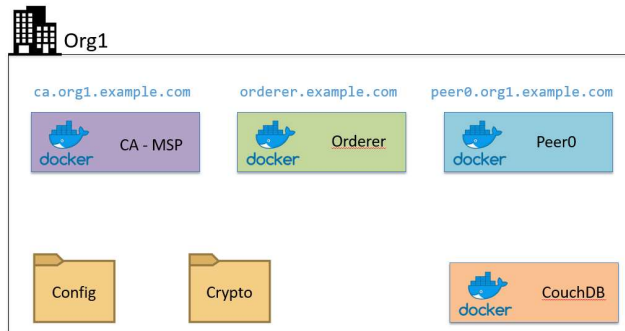 Org1
ca.org1.example.com
orderer.example.com
peer0.org1.example.com
docker
CA - MSP
docker
Orderer
docker
Peer0
Config
Crypto
docker
CouchDB